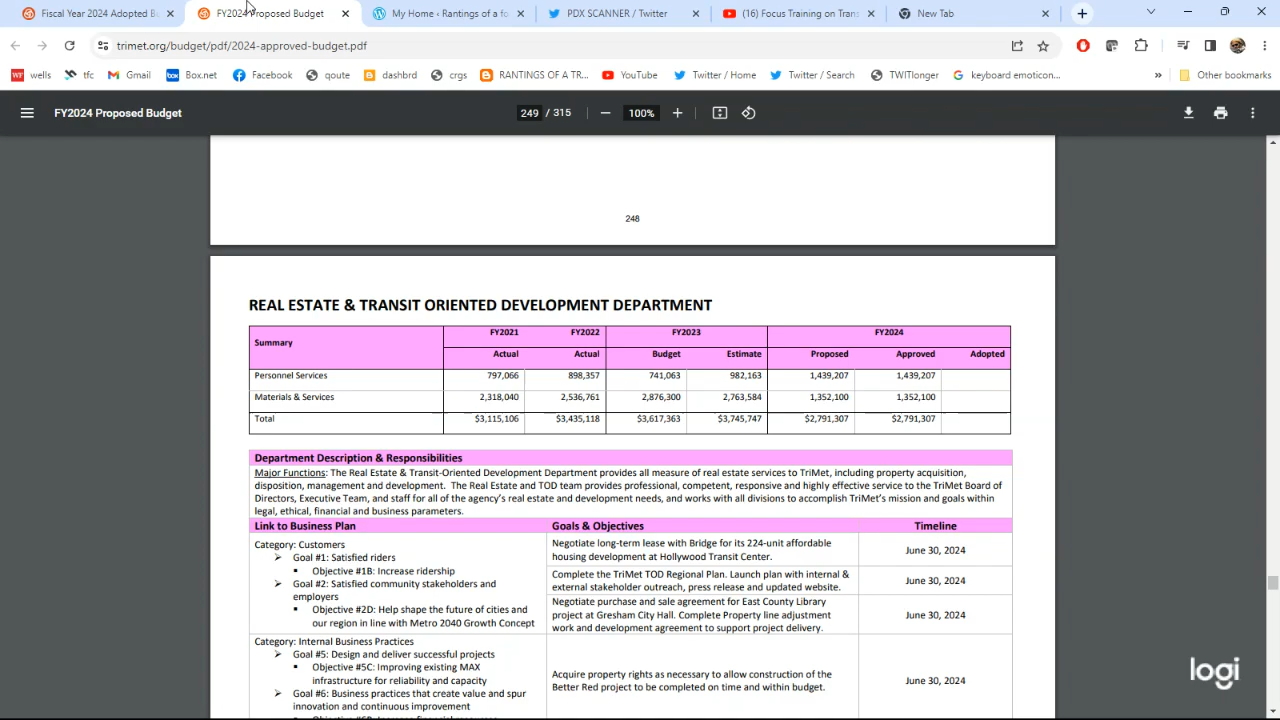 Fiscal Year 2024 Adopted B
FY2024 Proposed Budget
My Home ‹ Rantings of a fo
PDX SCANNER / Twitter
(16) Focus Training on Tran
New Tab
trimet.org/budget/pdf/2024-approved-budget.pdf
wells
tfc
Gmail
Box.net
Facebook
qoute
dashbrd
crgs
RANTINGS OF A TR...
YouTube
Twitter / Home
Twitter / Search
TWITlonger
keyboard emoticon...
»
Other bookmarks
FY2024 Proposed Budget
249 / 315
100%
248
REAL ESTATE & TRANSIT ORIENTED DEVELOPMENT DEPARTMENT
Summary FY2021 FY2022 FY2023 FY2024
Actual Actual Budget Estimate Proposed Approved Adopted
Personnel Services 797,066 898,357 741,063 982,163 1,439,207 1,439,207
Materials & Services 2,318,040 2,536,761 2,876,300 2,763,584 1,352,100 1,352,100
Total $3,115,106 $3,435,118 $3,617,363 $3,745,747 $2,791,307 $2,791,307
Department Description & Responsibilities
Major Functions: The Real Estate & Transit-Oriented Development Department provides all measure of real estate services to TriMet, including property acquisition,
disposition, management and development. The Real Estate and TOD team provides professional, competent, responsive and highly effective service to the TriMet Board of
Directors, Executive Team, and staff for all of the agency's real estate and development needs, and works with all divisions to accomplish TriMet's mission and goals within
legal, ethical, financial and business parameters.
Link to Business Plan
Goals & Objectives
Timeline
Category: Customers
Goal #1: Satisfied riders
Objective #1B: Increase ridership
Goal #2: Satisfied community stakeholders and
employers
Objective #2D: Help shape the future of cities and
our region in line with Metro 2040 Growth Concept
Negotiate long-term lease with Bridge for its 224-unit affordable
housing development at Hollywood Transit Center.
June 30, 2024
Complete the TriMet TOD Regional Plan. Launch plan with internal &
external stakeholder outreach, press release and updated website.
June 30, 2024
Negotiate purchase and sale agreement for East County Library
project at Gresham City Hall. Complete Property line adjustment
work and development agreement to support project delivery.
June 30, 2024
Category: Internal Business Practices
Goal #5: Design and deliver successful projects
Objective #5C: Improving existing MAX
infrastructure for reliability and capacity
Goal #6: Business practices that create value and spur
innovation and continuous improvement
Acquire property rights as necessary to allow construction of the
Better Red project to be completed on time and within budget.
June 30, 2024
logi